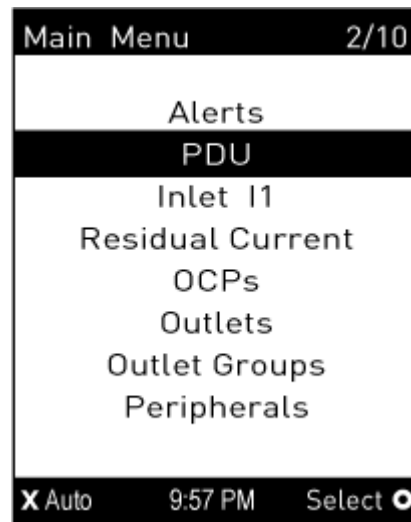 Main Menu 2/10
Alerts
PDU
Inlet I1
Residual Current
OCPs
Outlets
Outlet Groups
Peripherals
X Auto 9:57 PM Select O